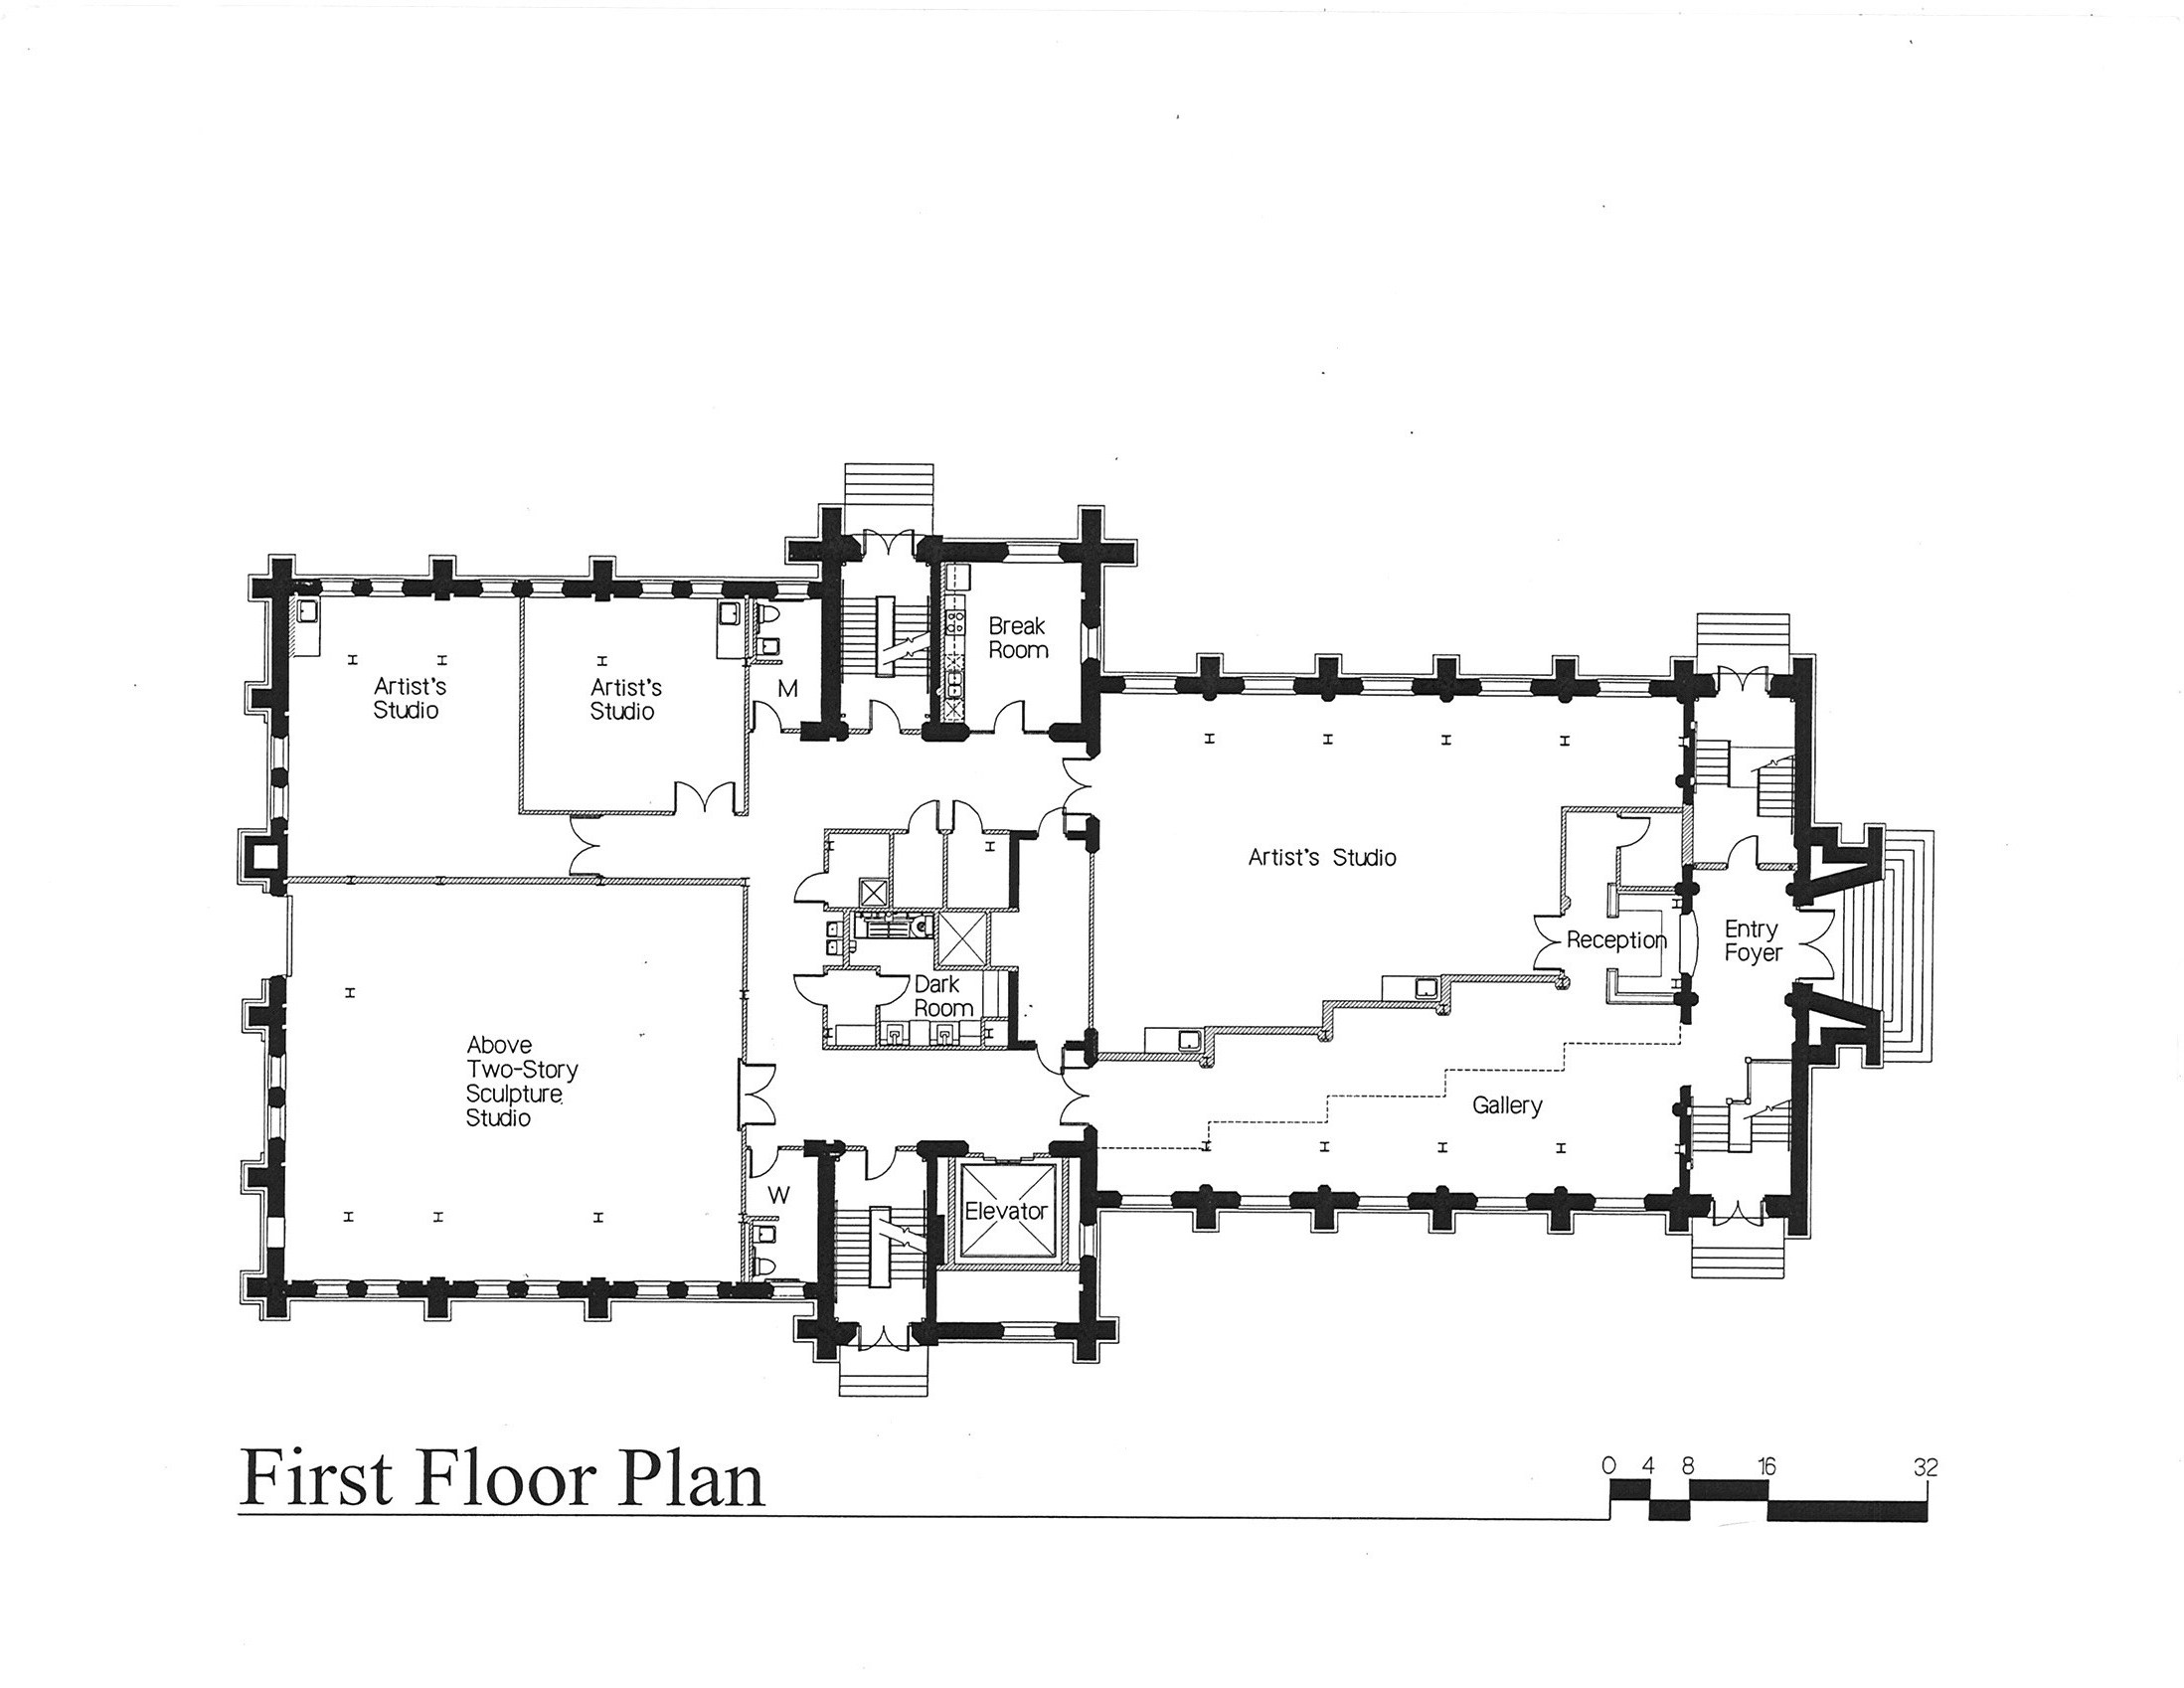 Break
Room
Artist's
Studio
Artist's
Studio
M
Artist's Studio
Reception
Entry
Foyer
Dark
Room
Above
Two-Story
Sculpture
Studio
Gallery
W
Elevator
First Floor Plan
0 4 8 16 32